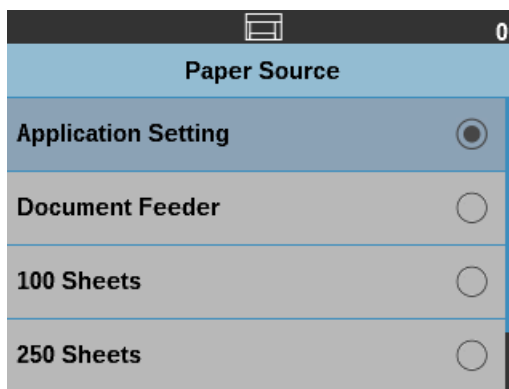 0
Paper Source
Application Setting
Document Feeder
100 Sheets
250 Sheets